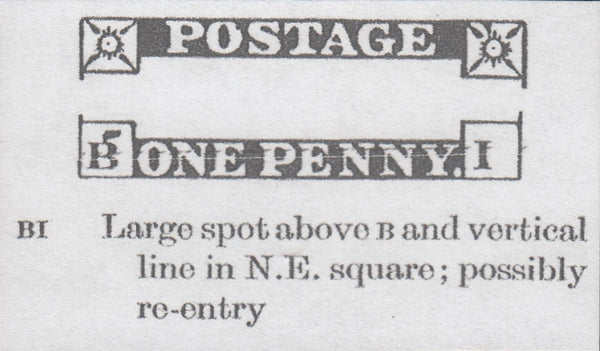 POSTAGE
B ONE PENNY. I
BI Large spot above B and vertical
line in N.E. square; possibly
re-entry